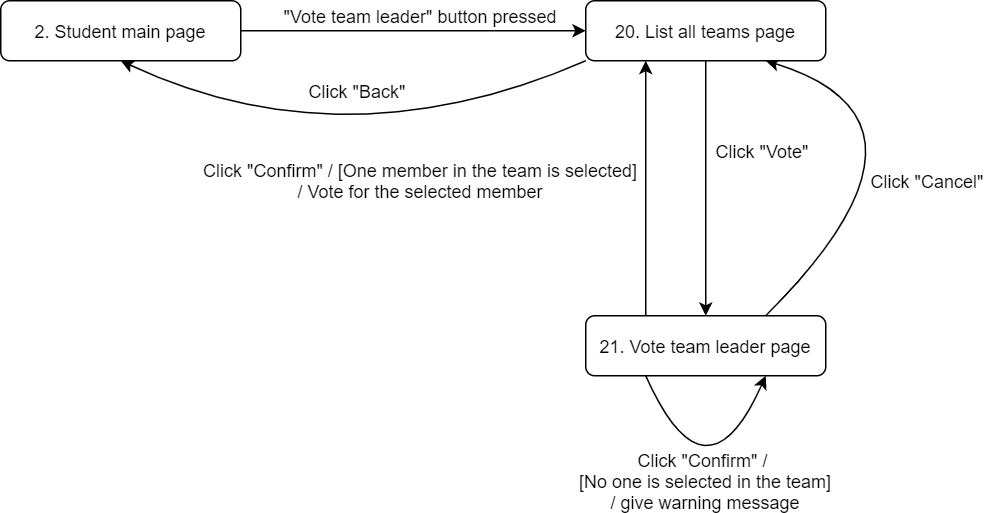 "Vote team leader" button pressed
2. Student main page
20. List all teams page
Click "Back"
Click "Vote"
Click "Confirm" / [One member in the team is selected]
/ Vote for the selected member
Click "Cancel"
21. Vote team leader page
Click "Confirm" /
[No one is selected in the team]
/ give warning message